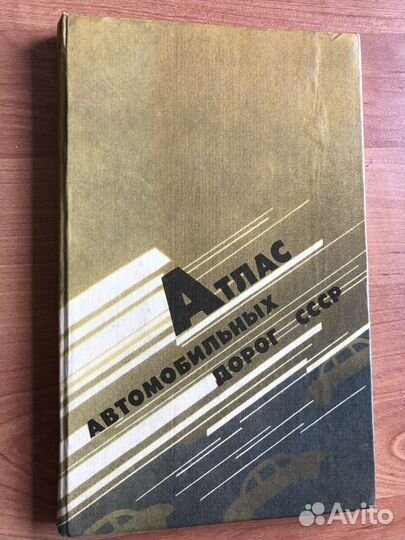 Атлас
автомобильных
дорог СССР
Avito